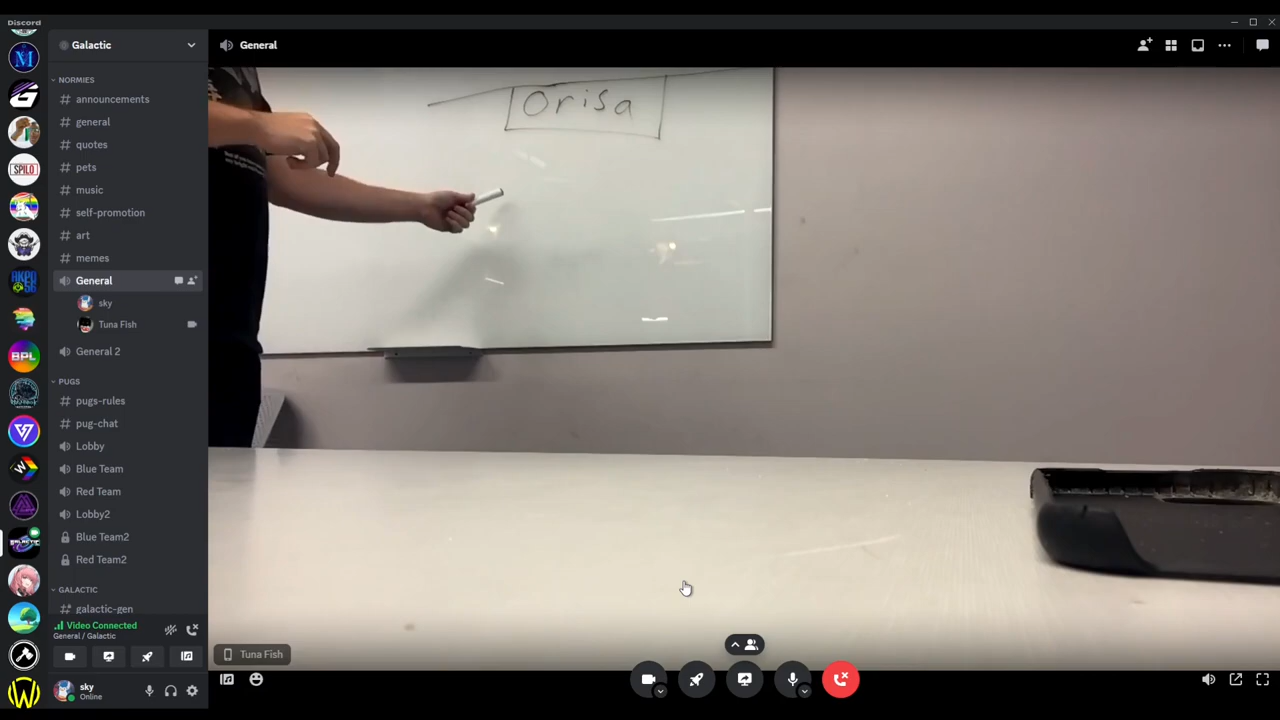 Discord
Galactic
General
NORMIES
announcements
general
quotes
pets
music
self-promotion
art
memes
General
sky
Tuna Fish
General 2
PUGS
pugs-rules
pug-chat
Lobby
Blue Team
Red Team
Lobby2
Blue Team2
Red Team2
GALACTIC
galactic-gen
Video Connected
General / Galactic
sky
Online
SPILO
BPL
Orisa
Tuna Fish